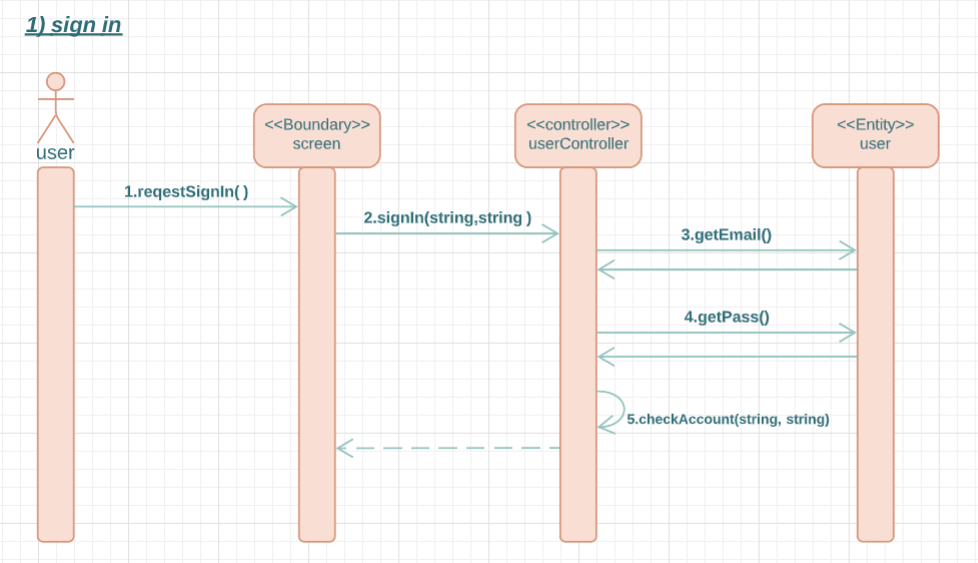 1) sign in
user
<<Boundary>>
screen
<<controller>>
userController
<<Entity>>
user
1.reqestSignIn( )
2.signIn(string,string )
3.getEmail()
4.getPass()
5.checkAccount(string, string)